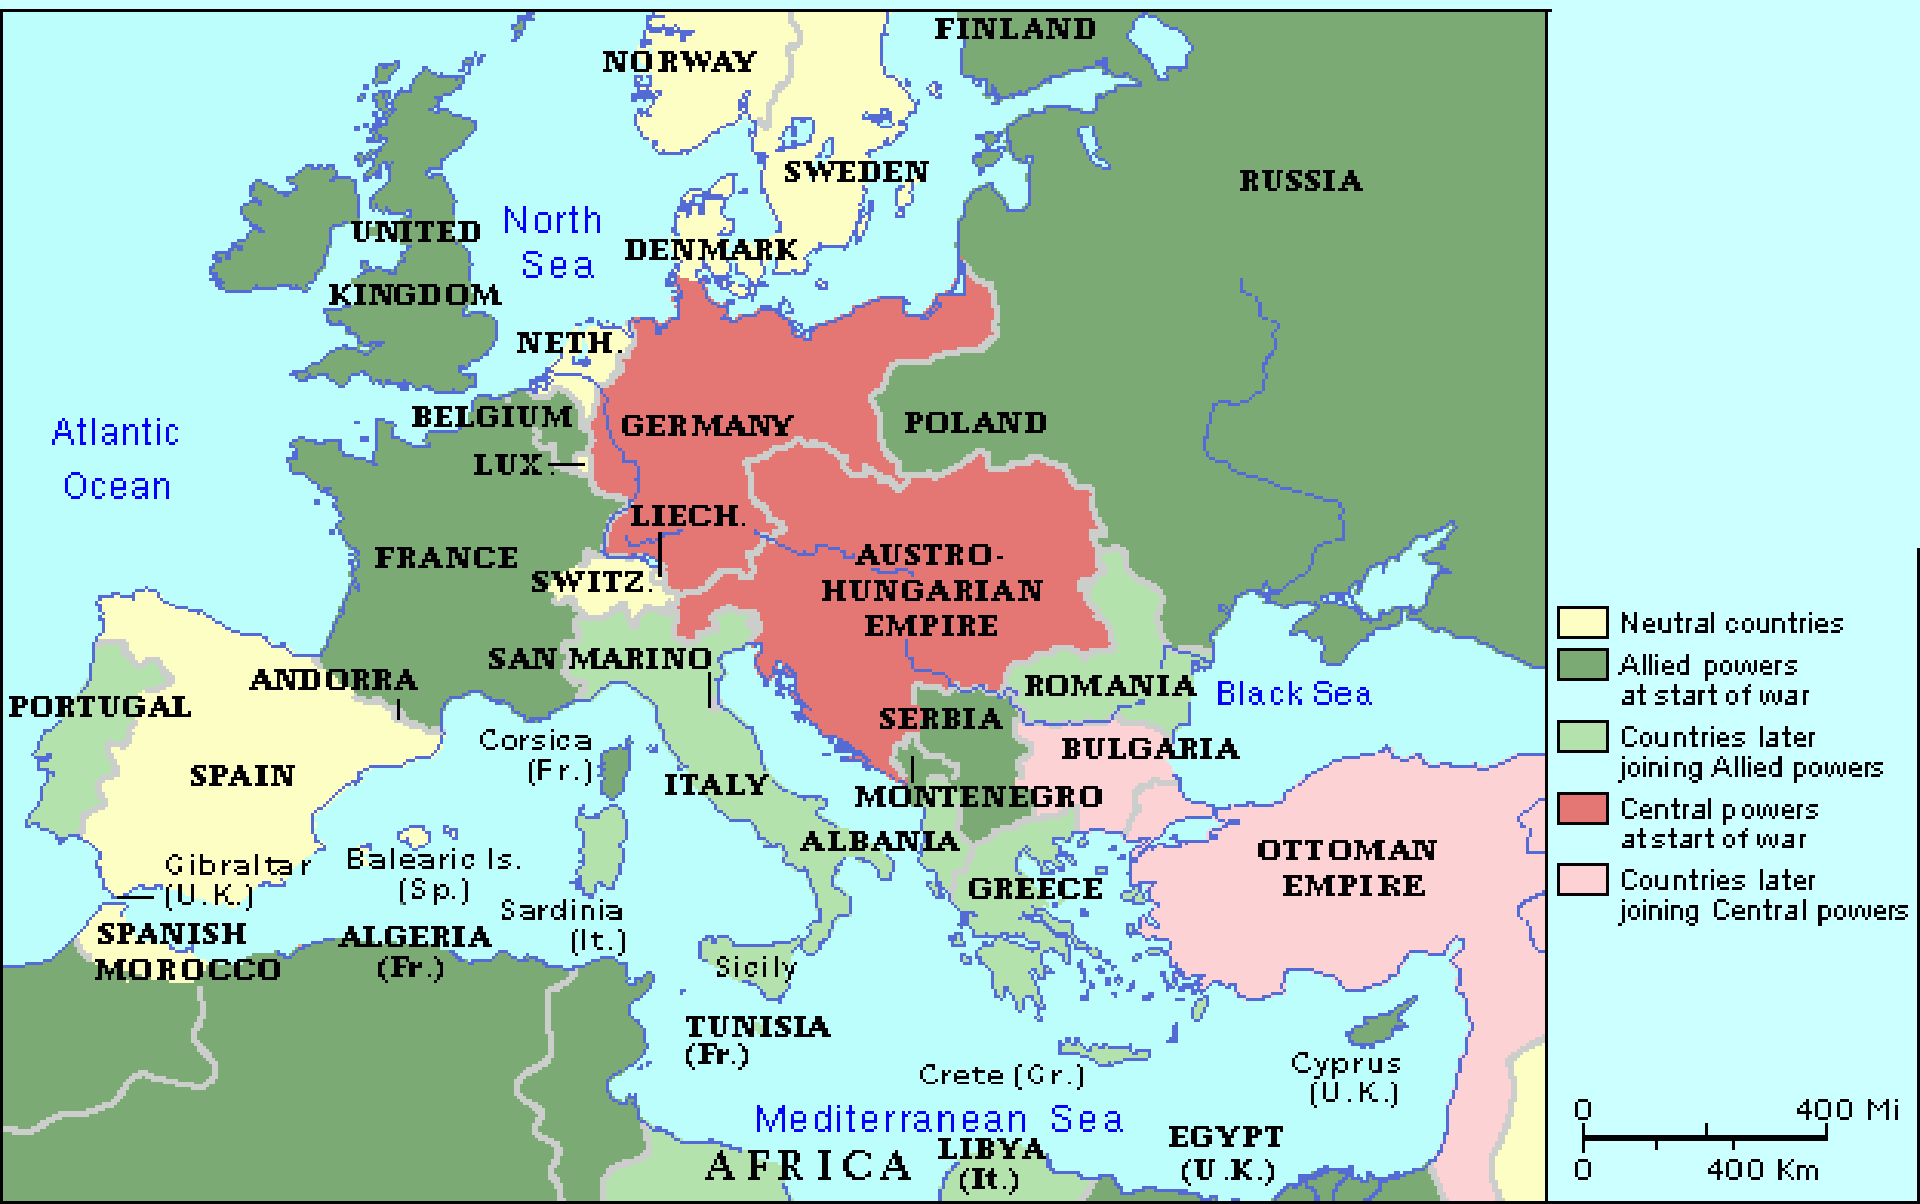 FINLAND
NORWAY
SWEDEN
RUSSIA
North
Sea
DENMARK
UNITED
KINGDOM
NETH.
BELGIUM
GERMANY
POLAND
Atlantic
Ocean
LUX.
LIECH.
FRANCE
SWITZ.
AUSTRO-
HUNGARIAN
EMPIRE
SAN MARINO
ANDORRA
PORTUGAL
ROMANIA
Black Sea
SERBIA
Corsica
(Fr.)
BULGARIA
SPAIN
ITALY
MONTENEGRO
ALBANIA
Gibraltar
(U.K.)
Balearic Is.
(Sp.)
OTTOMAN
EMPIRE
GREECE
Sardinia
(It.)
SPANISH
MOROCCO
ALGERIA
(Fr.)
Sicily
TUNISIA
(Fr.)
Crete (Gr.)
Cyprus
(U.K.)
Mediterranean Sea
AFRICA
LIBYA
(It.)
EGYPT
(U.K.)
Neutral countries
Allied powers
at start of war
Countries later
joining Allied powers
Central powers
at start of war
Countries later
joining Central powers
0 400 Mi
0 400 Km